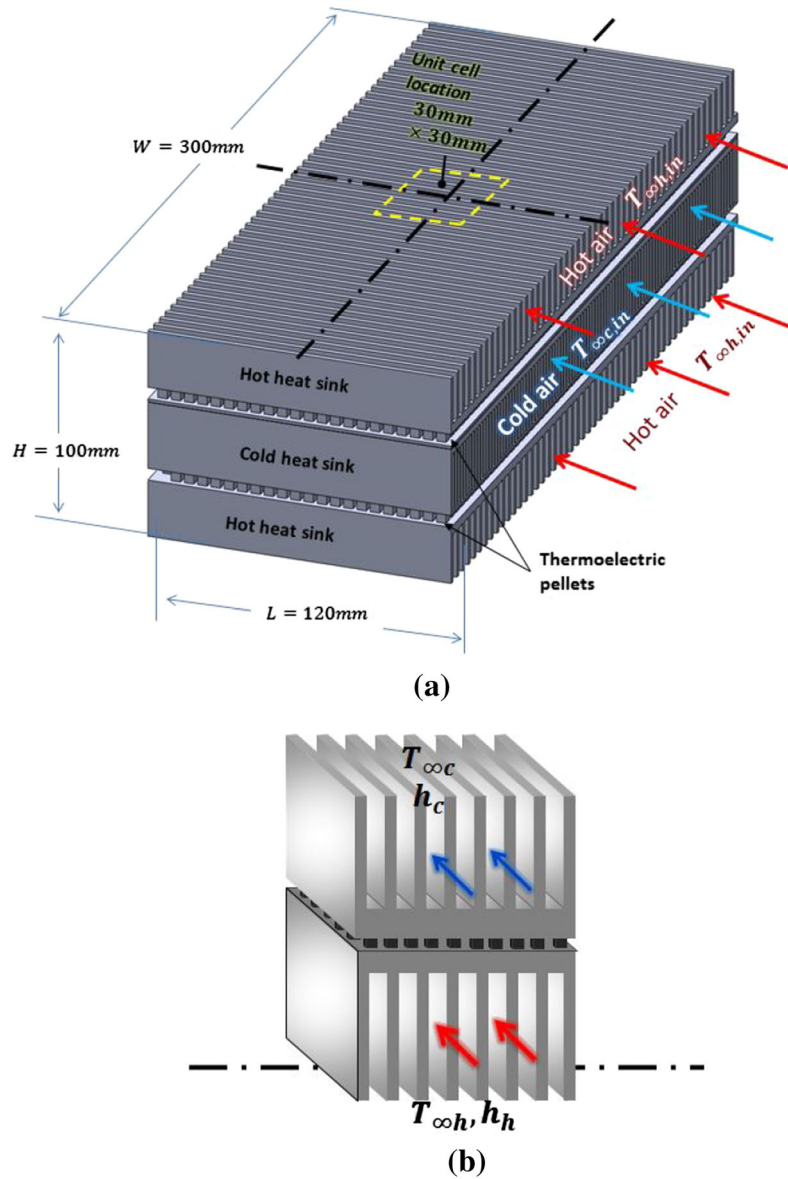 Unit cell
location
30mm
× 30mm
W = 300mm
Hot air T∞h,in
Cold air T∞c,in
Hot air T∞h,in
Hot heat sink
Cold heat sink
Hot heat sink
H = 100mm
Thermoelectric
pellets
L = 120mm
(a)
T∞c
hc
T∞h, hh
(b)